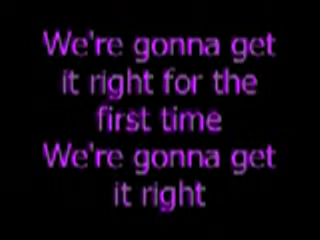 We're gonna get
it right for the
first time
We're gonna get
it right